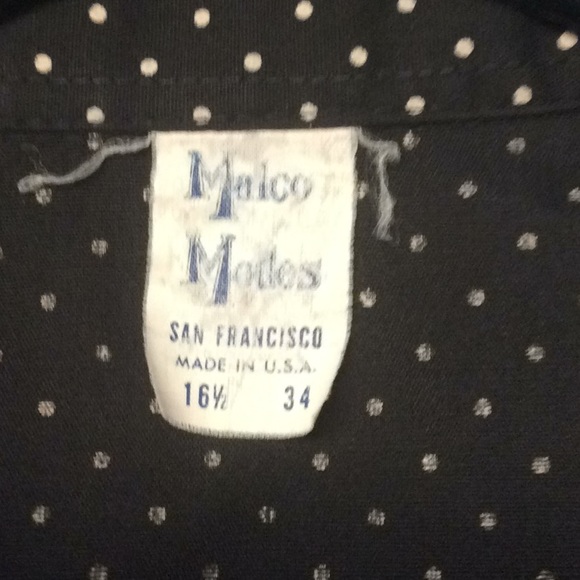 Malco
Modes
SAN FRANCISCO
MADE IN U.S.A.
16½ 34